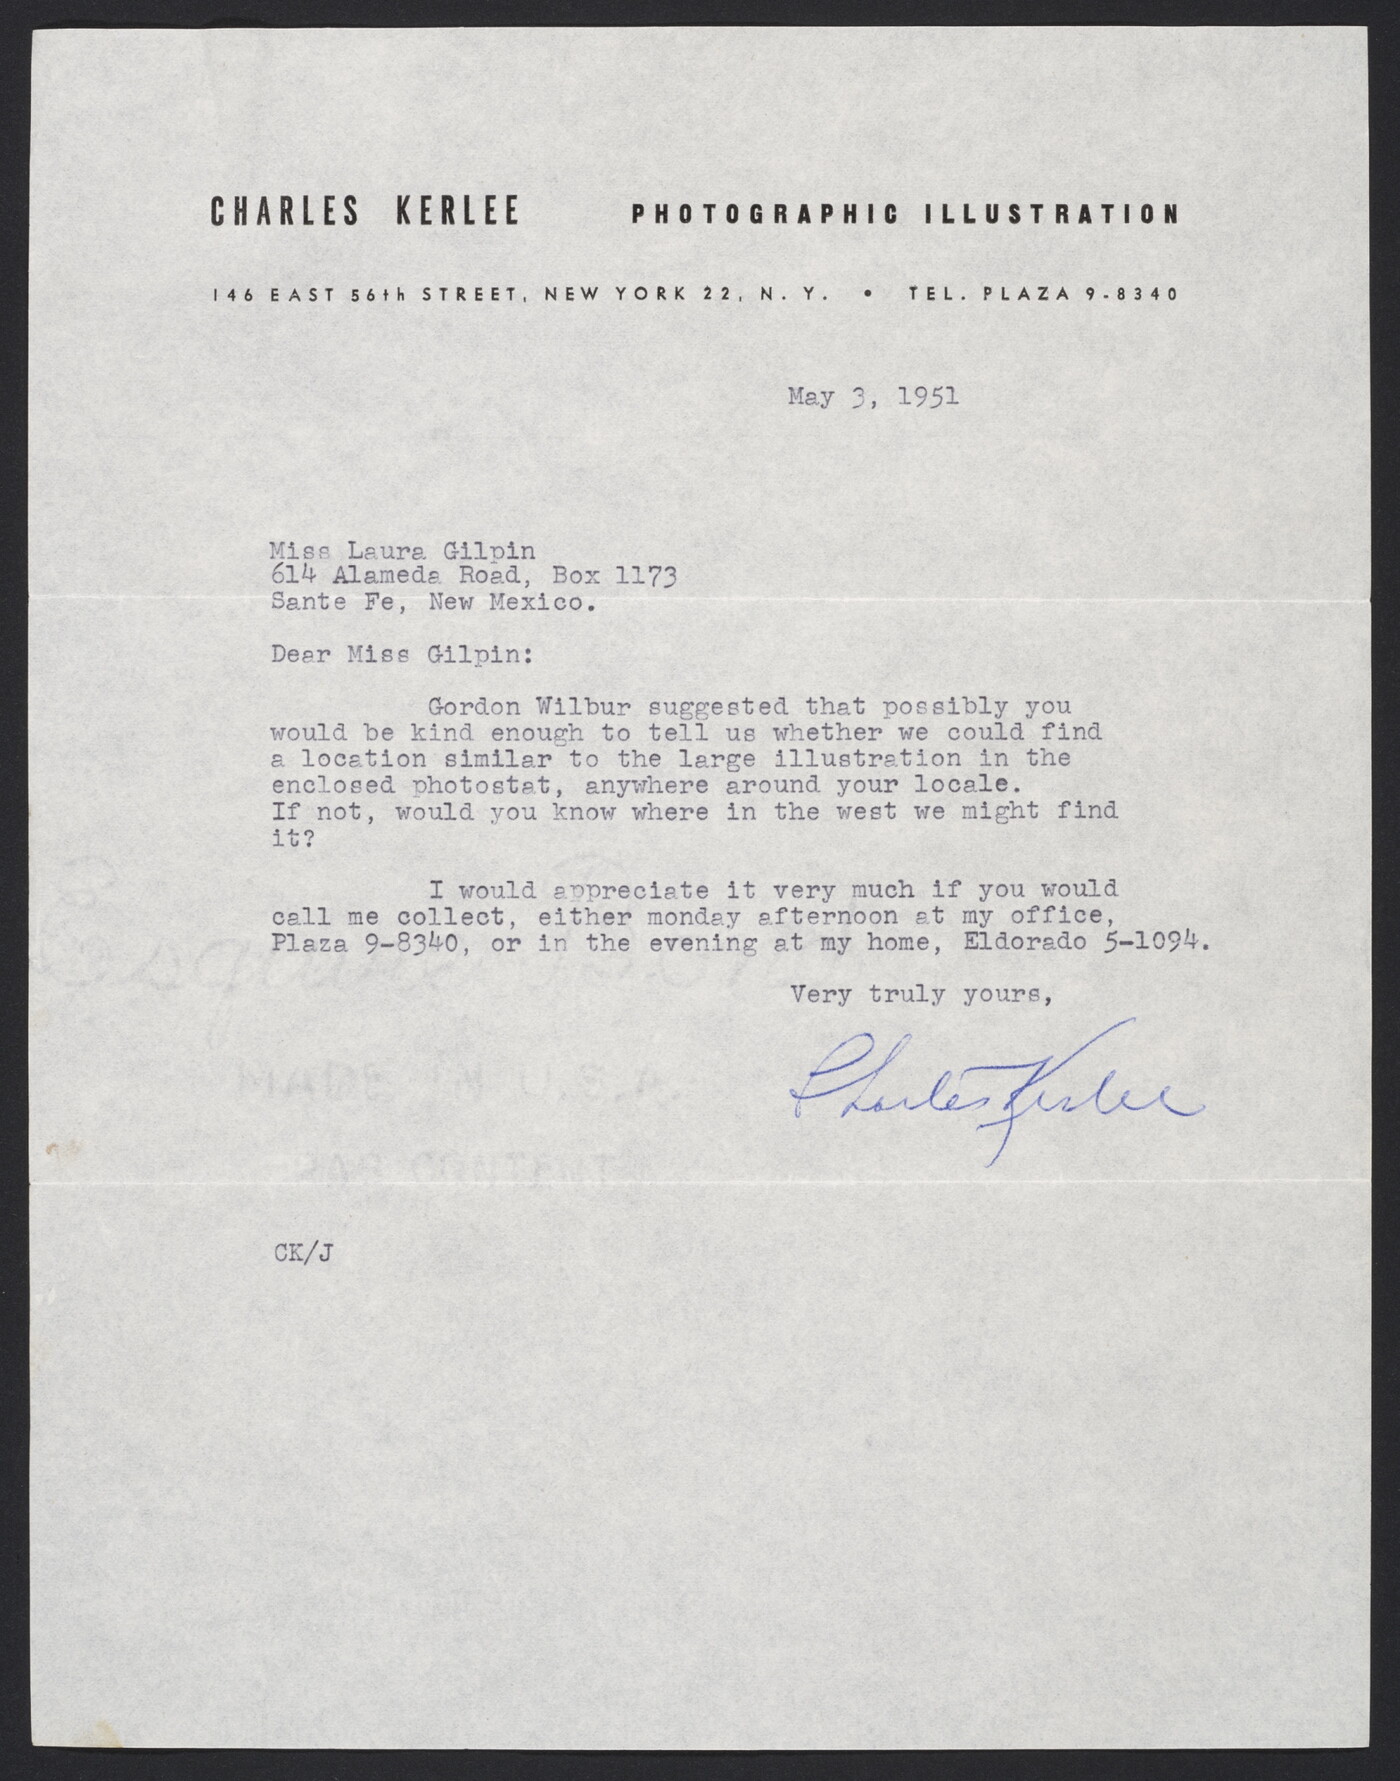 CHARLES KERLEE PHOTOGRAPHIC ILLUSTRATION
146 EAST 56th STREET, NEW YORK 22, N. Y. • TEL. PLAZA 9-8340
May 3, 1951
Miss Laura Gilpin
614 Alameda Road, Box 1173
Sante Fe, New Mexico.
Dear Miss Gilpin:
Gordon Wilbur suggested that possibly you
would be kind enough to tell us whether we could find
a location similar to the large illustration in the
enclosed photostat, anywhere around your locale.
If not, would you know where in the west we might find
it?
I would appreciate it very much if you would
call me collect, either monday afternoon at my office,
Plaza 9-8340, or in the evening at my home, Eldorado 5-1094.
Very truly yours,
Charles Kerlee
CK/J